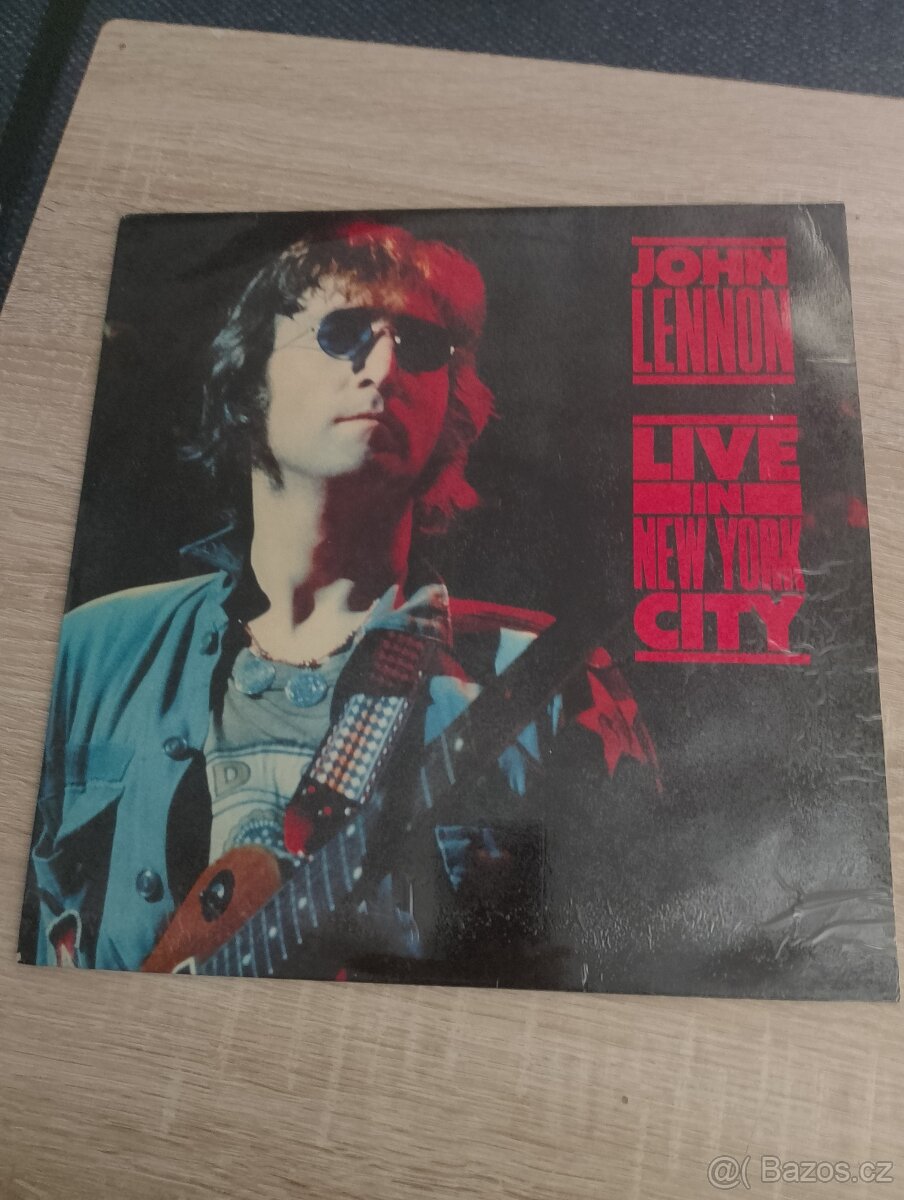 JOHN
LENNON
LIVE
IN
NEW YORK
CITY
D
@( Bazos.cz